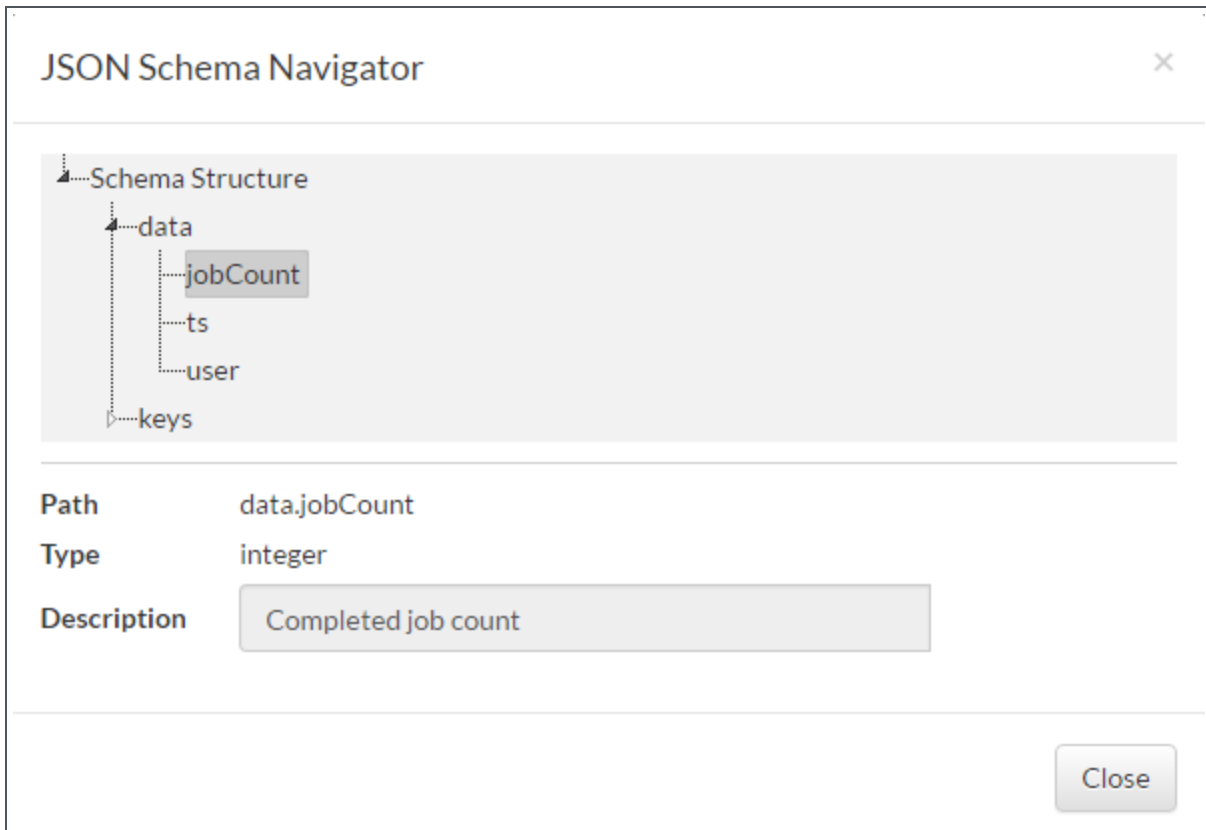 JSON Schema Navigator ×
Schema Structure
data
jobCount
ts
user
keys
Path data.jobCount
Type integer
Description Completed job count
Close